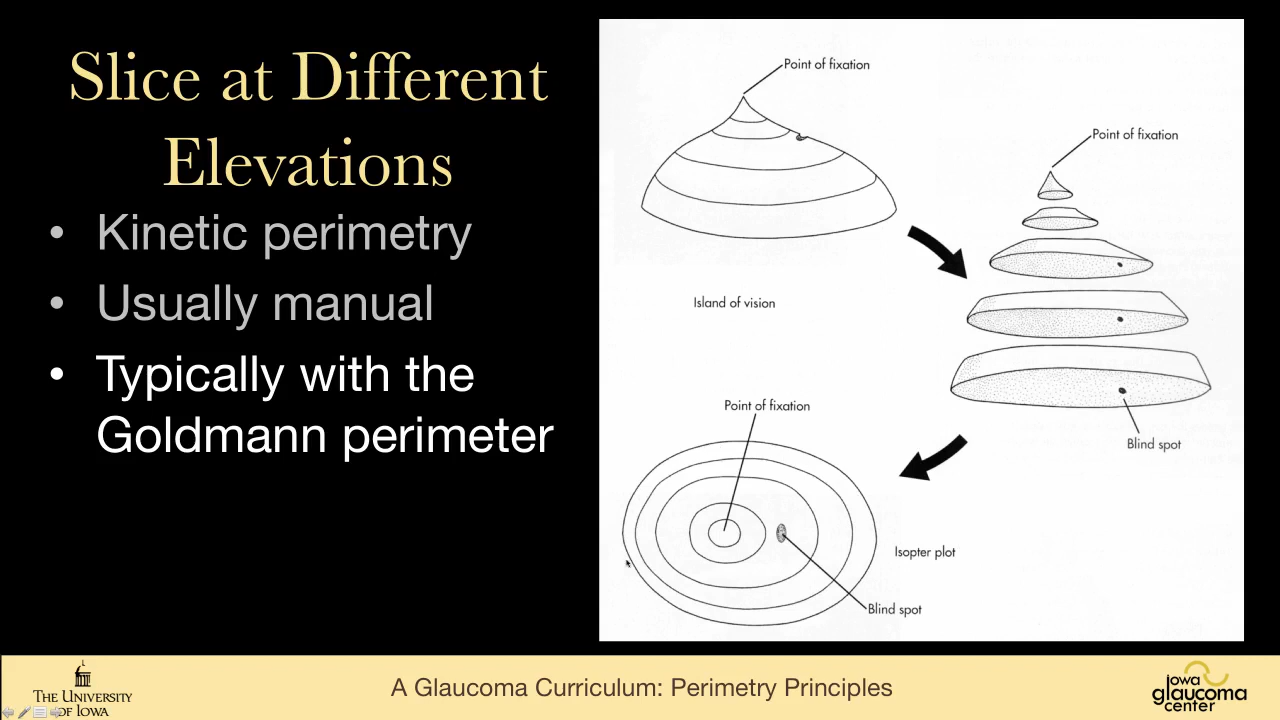 Slice at Different
Elevations
• Kinetic perimetry
• Usually manual
• Typically with the
Goldmann perimeter
Point of fixation
Point of fixation
Island of vision
Blind spot
Point of fixation
Isopter plot
Blind spot
THE UNIVERSITY
OF IOWA
A Glaucoma Curriculum: Perimetry Principles
iowa
glaucoma
center